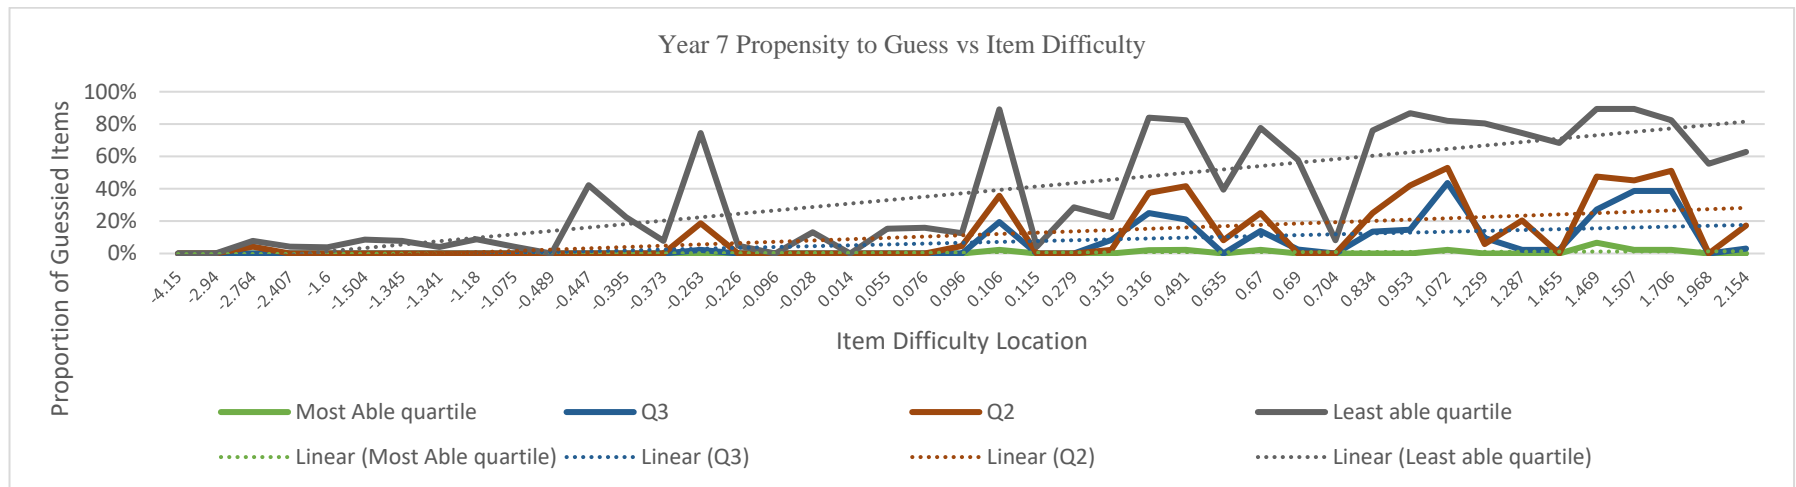 Year 7 Propensity to Guess vs Item Difficulty
Proportion of Guessied Items
100%
80%
60%
40%
20%
0%
-4.15 -2.94 -2.764 -2.407 -1.6 -1.504 -1.345 -1.341 -1.18 -1.075 -0.489 -0.447 -0.395 -0.373 -0.263 -0.226 -0.096 -0.028 0.014 0.055 0.076 0.096 0.106 0.115 0.279 0.315 0.316 0.491 0.635 0.67 0.69 0.704 0.834 0.953 1.072 1.259 1.287 1.455 1.469 1.507 1.706 1.968 2.154
Item Difficulty Location
Most Able quartile Q3 Q2 Least able quartile
Linear (Most Able quartile) Linear (Q3) Linear (Q2) Linear (Least able quartile)